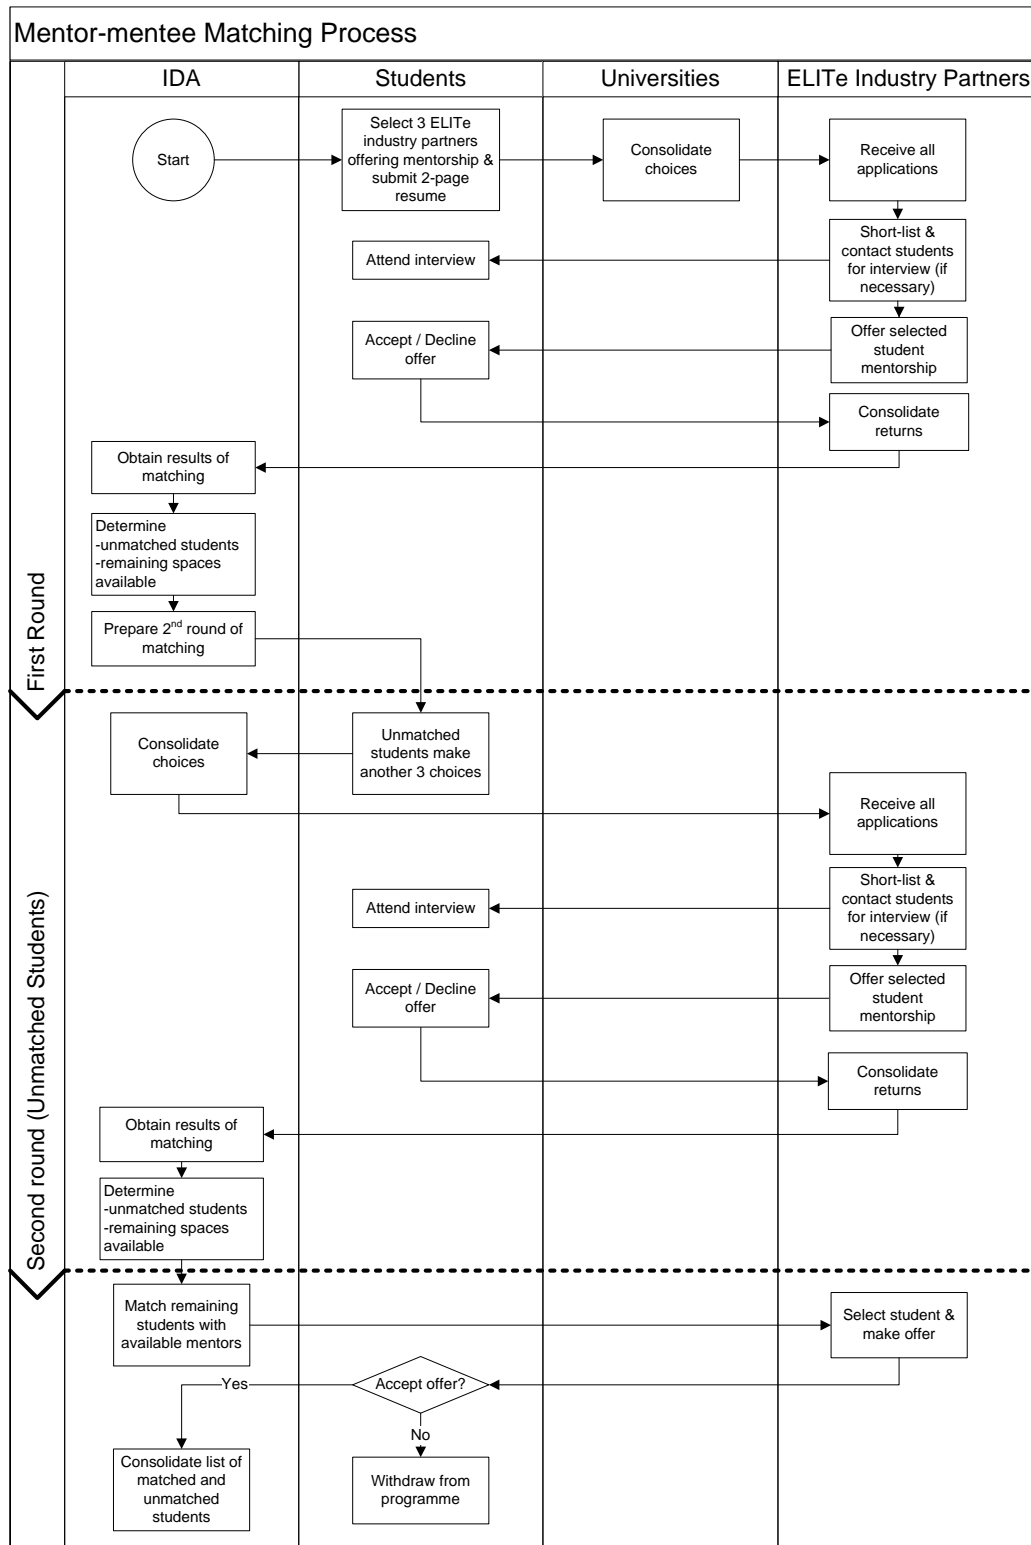 Mentor-mentee Matching Process
IDA
Students
Universities
ELITe Industry Partners
First Round
Start
Select 3 ELITe
industry partners
offering mentorship &
submit 2-page
resume
Consolidate
choices
Receive all
applications
Short-list &
contact students
for interview (if
necessary)
Attend interview
Offer selected
student
mentorship
Accept / Decline
offer
Consolidate
returns
Obtain results of
matching
Determine
-unmatched students
-remaining spaces
available
Prepare 2nd round of
matching
Second round (Unmatched Students)
Unmatched
students make
another 3 choices
Consolidate
choices
Receive all
applications
Short-list &
contact students
for interview (if
necessary)
Attend interview
Offer selected
student
mentorship
Accept / Decline
offer
Consolidate
returns
Obtain results of
matching
Determine
-unmatched students
-remaining spaces
available
Match remaining
students with
available mentors
Select student &
make offer
Accept offer?
Yes
No
Consolidate list of
matched and
unmatched
students
Withdraw from
programme